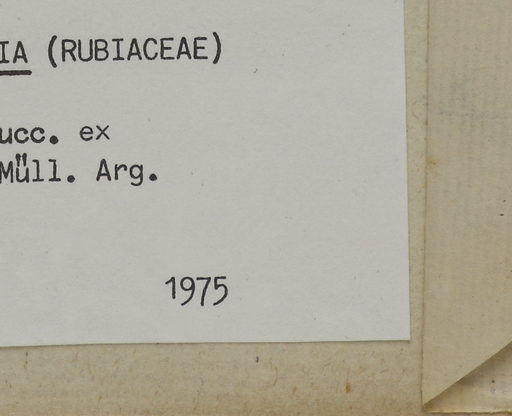 IA (RUBIACEAE)
ucc. ex
Müll. Arg.
1975